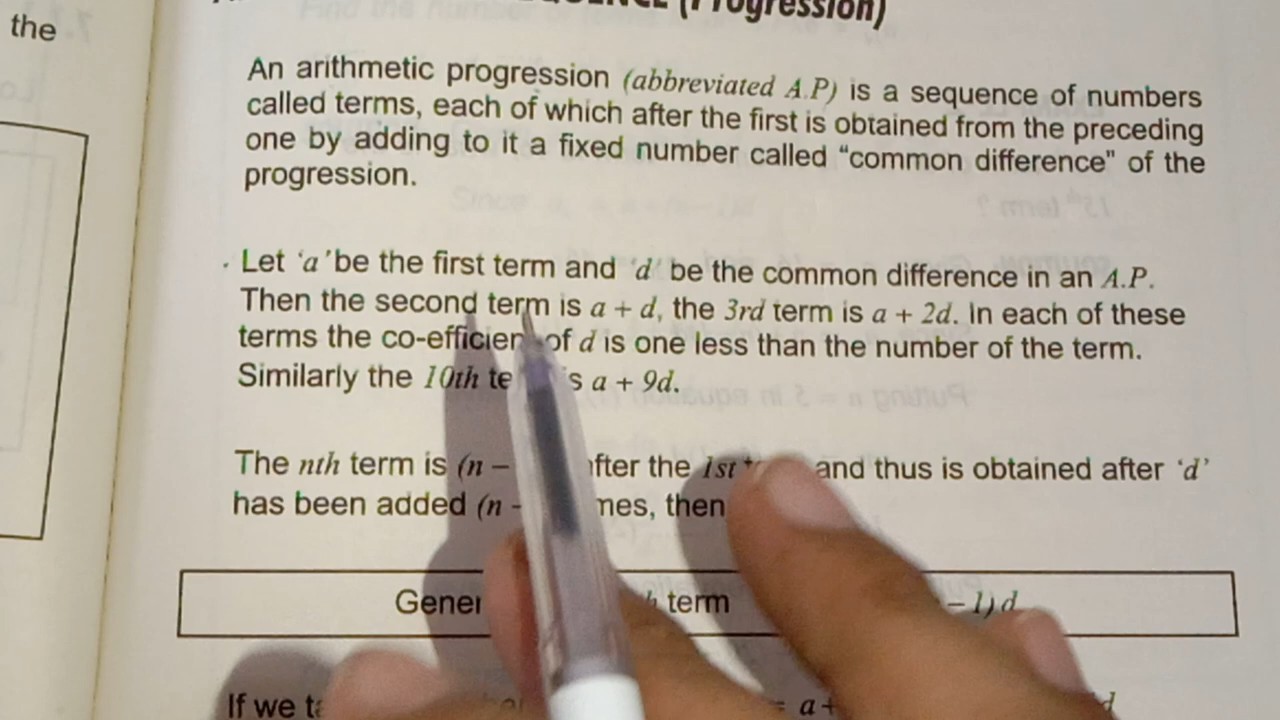 the
(Progression)
An arithmetic progression (abbreviated A.P) is a sequence of numbers
called terms, each of which after the first is obtained from the preceding
one by adding to it a fixed number called “common difference” of the
progression.
Let ‘a’ be the first term and ‘d’ be the common difference in an A.P.
Then the second term is a + d, the 3rd term is a + 2d. In each of these
terms the co-efficien of d is one less than the number of the term.
Similarly the 10th te s a + 9d.
The nth term is (n – fter the 1st and thus is obtained after ‘d’
has been added (n - mes, then
Gener term – 1) d
If we ta = a +